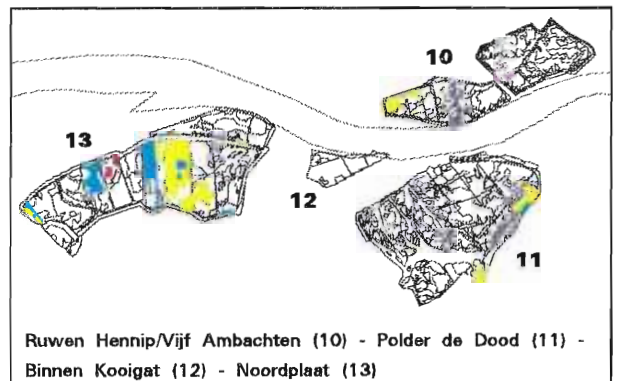 10
13
12
11
Ruwen Hennip/Vijf Ambachten (10) - Polder de Dood (11) -
Binnen Kooigat (12) - Noordplaat (13)